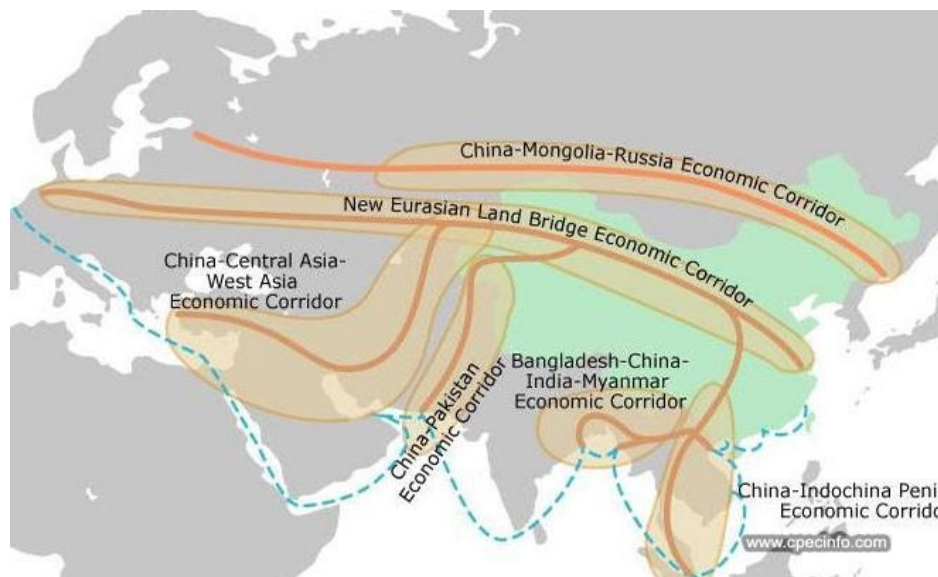 China-Mongolia-Russia Economic Corridor
New Eurasian Land Bridge Economic Corridor
China-Central Asia-
West Asia
Economic Corridor
Bangladesh-China-
India-Myanmar
Economic Corridor
China-Pakistan
Economic Corridor
China-Indochina Peni
Economic Corrido
www.cpecinfo.com